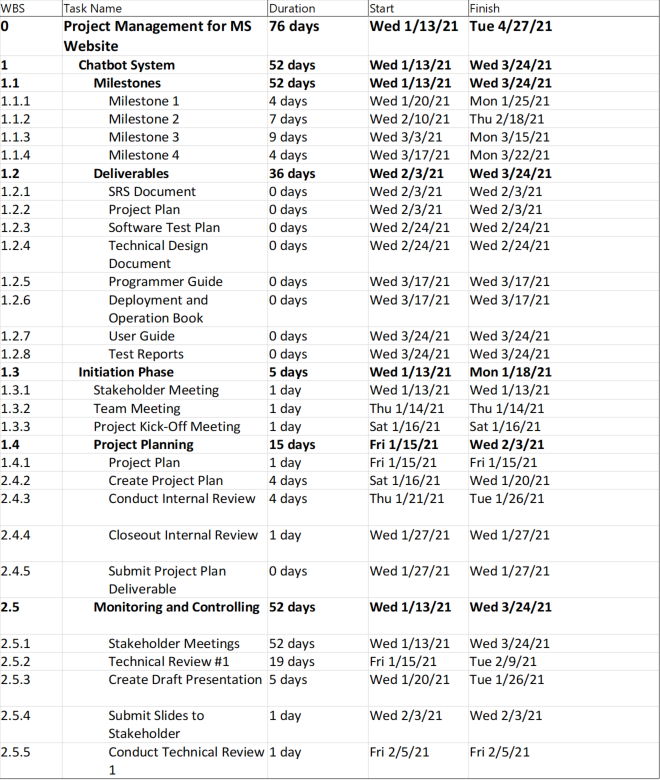 WBS Task Name Duration Start Finish
0 Project Management for MS Website 76 days Wed 1/13/21 Tue 4/27/21
1 Chatbot System 52 days Wed 1/13/21 Wed 3/24/21
1.1 Milestones 52 days Wed 1/13/21 Wed 3/24/21
1.1.1 Milestone 1 4 days Wed 1/20/21 Mon 1/25/21
1.1.2 Milestone 2 7 days Wed 2/10/21 Thu 2/18/21
1.1.3 Milestone 3 9 days Wed 3/3/21 Mon 3/15/21
1.1.4 Milestone 4 4 days Wed 3/17/21 Mon 3/22/21
1.2 Deliverables 36 days Wed 2/3/21 Wed 3/24/21
1.2.1 SRS Document 0 days Wed 2/3/21 Wed 2/3/21
1.2.2 Project Plan 0 days Wed 2/3/21 Wed 2/3/21
1.2.3 Software Test Plan 0 days Wed 2/24/21 Wed 2/24/21
1.2.4 Technical Design Document 0 days Wed 2/24/21 Wed 2/24/21
1.2.5 Programmer Guide 0 days Wed 3/17/21 Wed 3/17/21
1.2.6 Deployment and Operation Book 0 days Wed 3/17/21 Wed 3/17/21
1.2.7 User Guide 0 days Wed 3/24/21 Wed 3/24/21
1.2.8 Test Reports 0 days Wed 3/24/21 Wed 3/24/21
1.3 Initiation Phase 5 days Wed 1/13/21 Mon 1/18/21
1.3.1 Stakeholder Meeting 1 day Wed 1/13/21 Wed 1/13/21
1.3.2 Team Meeting 1 day Thu 1/14/21 Thu 1/14/21
1.3.3 Project Kick-Off Meeting 1 day Sat 1/16/21 Sat 1/16/21
1.4 Project Planning 15 days Fri 1/15/21 Wed 2/3/21
1.4.1 Project Plan 1 day Fri 1/15/21 Fri 1/15/21
2.4.2 Create Project Plan 4 days Sat 1/16/21 Wed 1/20/21
2.4.3 Conduct Internal Review 4 days Thu 1/21/21 Tue 1/26/21
2.4.4 Closeout Internal Review 1 day Wed 1/27/21 Wed 1/27/21
2.4.5 Submit Project Plan Deliverable 0 days Wed 1/27/21 Wed 1/27/21
2.5 Monitoring and Controlling 52 days Wed 1/13/21 Wed 3/24/21
2.5.1 Stakeholder Meetings 52 days Wed 1/13/21 Wed 3/24/21
2.5.2 Technical Review #1 19 days Fri 1/15/21 Tue 2/9/21
2.5.3 Create Draft Presentation 5 days Wed 1/20/21 Tue 1/26/21
2.5.4 Submit Slides to Stakeholder 1 day Wed 2/3/21 Wed 2/3/21
2.5.5 Conduct Technical Review 1 1 day Fri 2/5/21 Fri 2/5/21